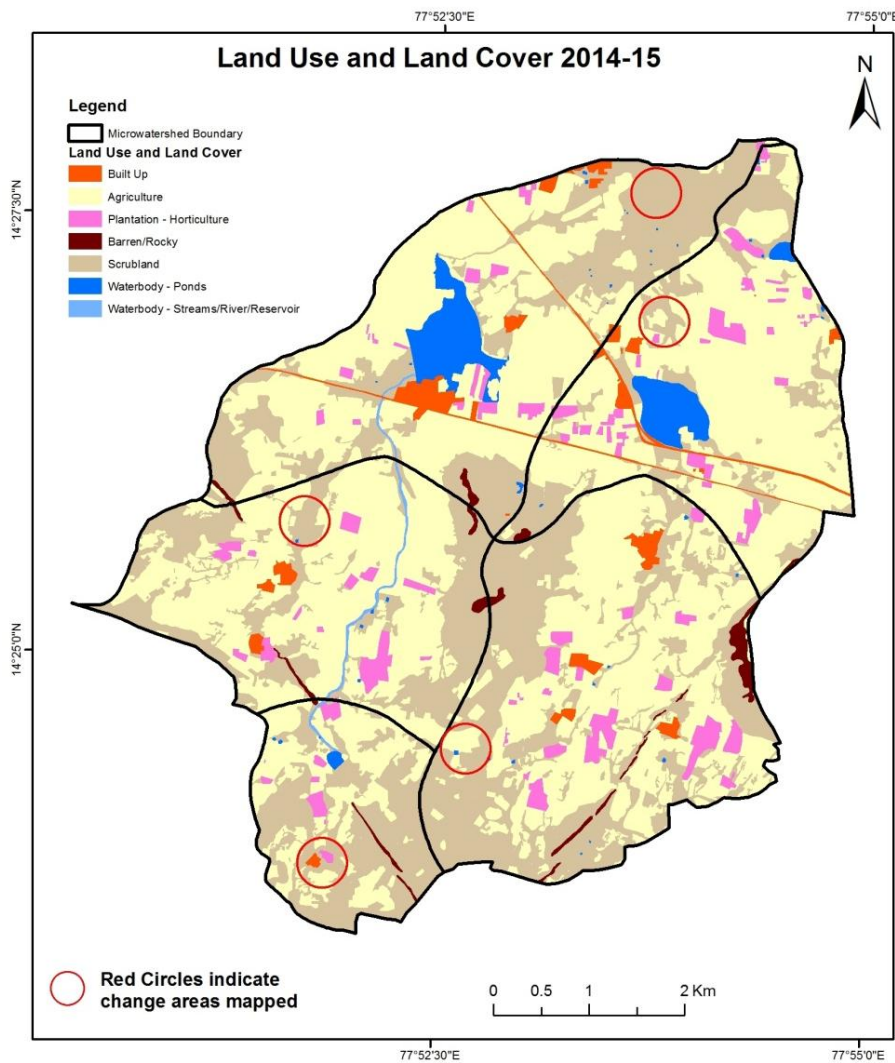 77°52'30"E
77°55'0"E
Land Use and Land Cover 2014-15
N
Legend
Microwatershed Boundary
Land Use and Land Cover
Built Up
Agriculture
Plantation - Horticulture
Barren/Rocky
Scrubland
Waterbody - Ponds
Waterbody - Streams/River/Reservoir
14°27'30"N
14°25'0"N
Red Circles indicate
change areas mapped
0 0.5 1 2 Km
77°52'30"E
77°55'0"E